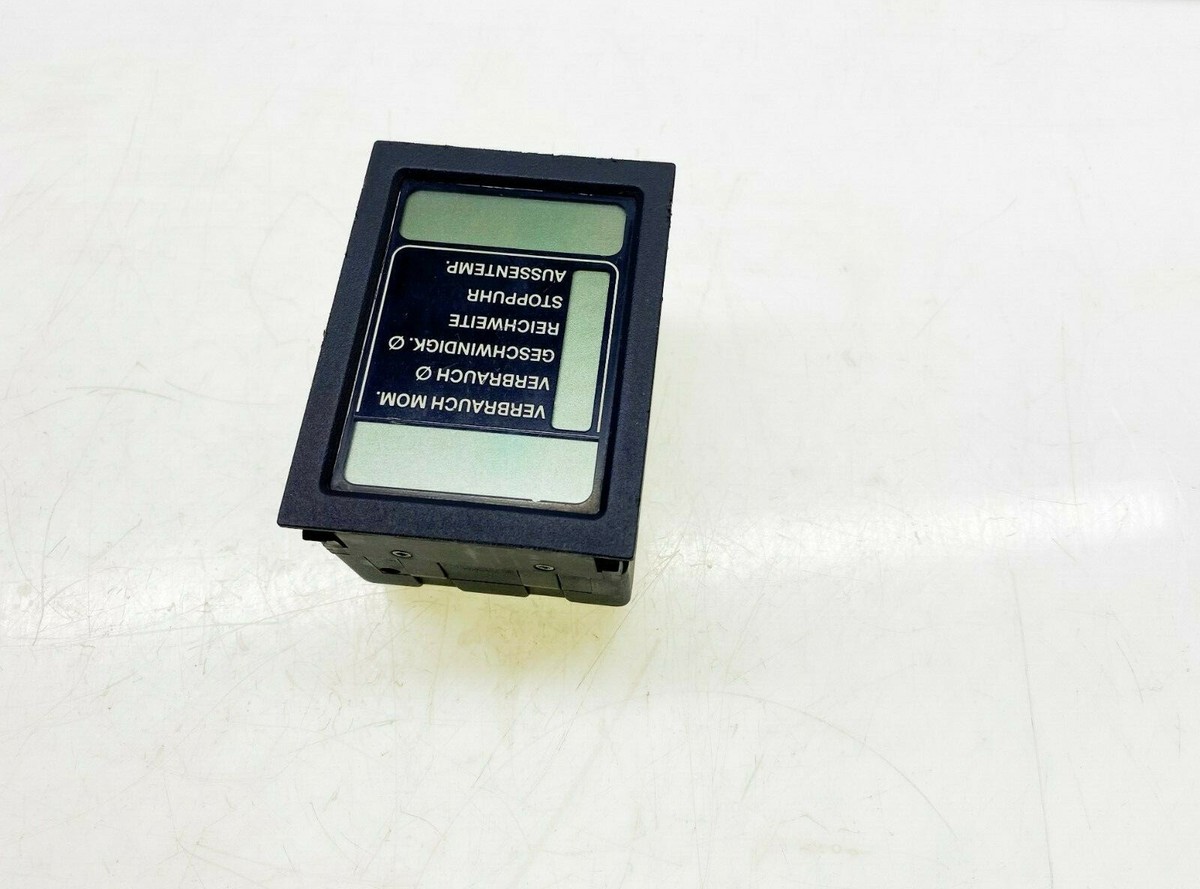 VERBRAUCH MOM.
VERBRAUCH Ø
GESCHWINDIGK. Ø
REICHWEITE
STOPPUHR
AUSSENTEMP.